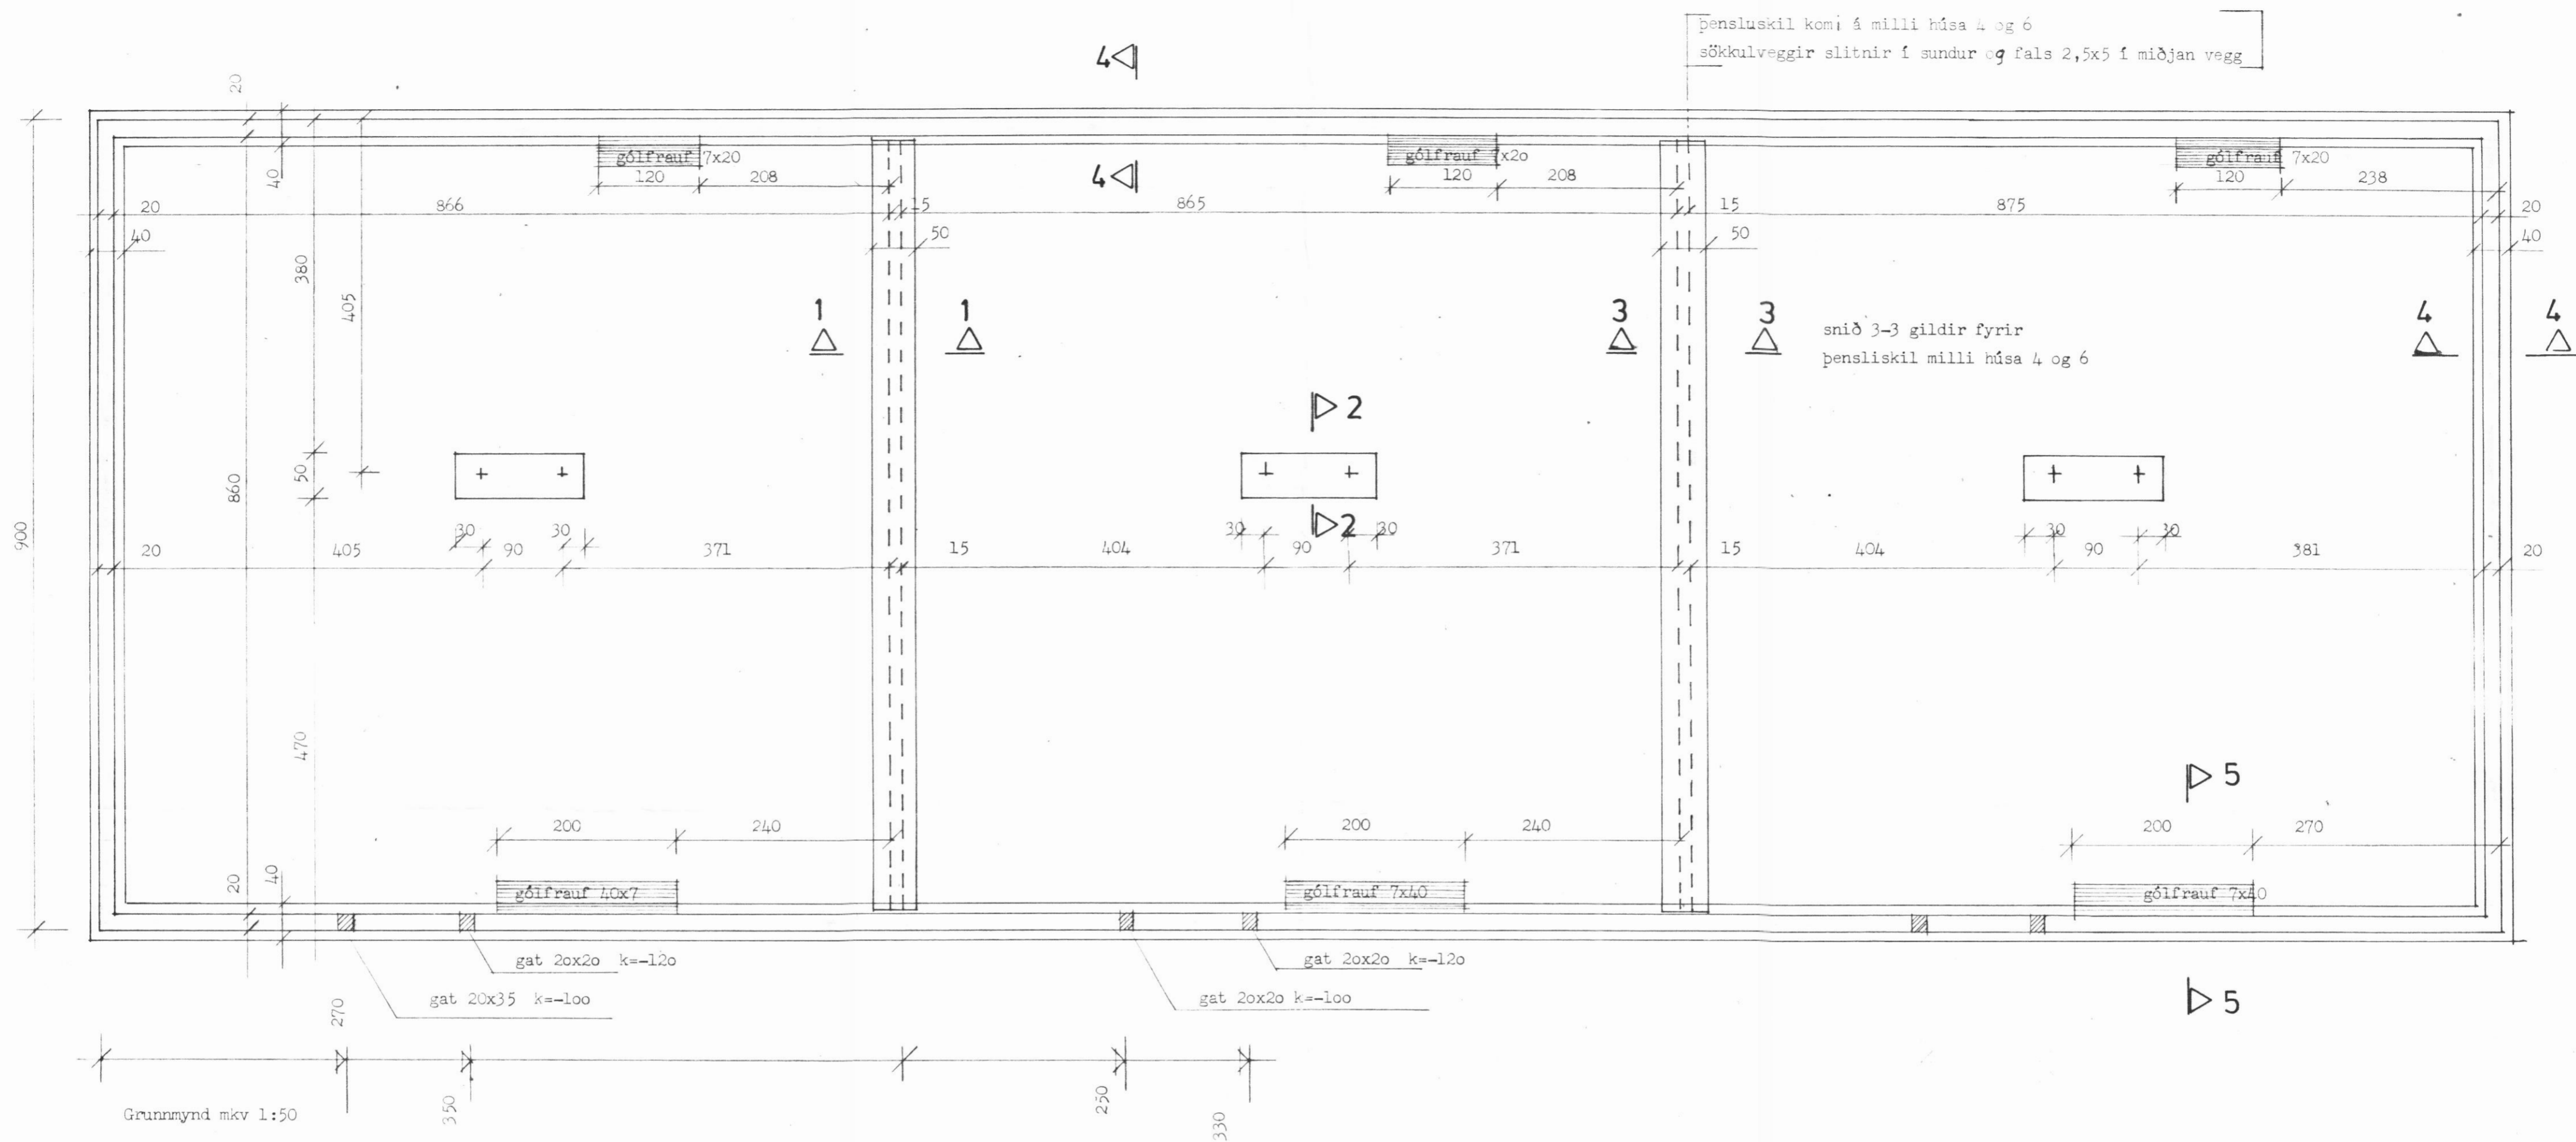 þensluskil komi á milli húsa 4 og 6
sökkulveggir slitnir í sundur og fals 2,5x5 í miðjan vegg
4
20
gólfrauf 7x20
gólfrauf 7x2o
gólfrauf 7x20
40
120 208
4
120 208
120 238
20 866 15 865 15 875 20
40 50 50 40
380
405
1 1 3 3 4 4
snið 3-3 gildir fyrir
þensliskil milli húsa 4 og 6
2
860
50
900
30 30
2
30 30
30 30
20 405 90 371 15 404 90 371 15 404 90 381 20
470
5
200 240 200 240 200 270
20
40
gólfrauf 40x7
gólfrauf 7x40
gólfrauf 7x40
gat 2ox2o k=-12o
gat 2ox2o k=-12o
gat 20x35 k=-loo
gat 2ox2o k=-loo
5
270
350
250
330
Grunnmynd mkv 1:50